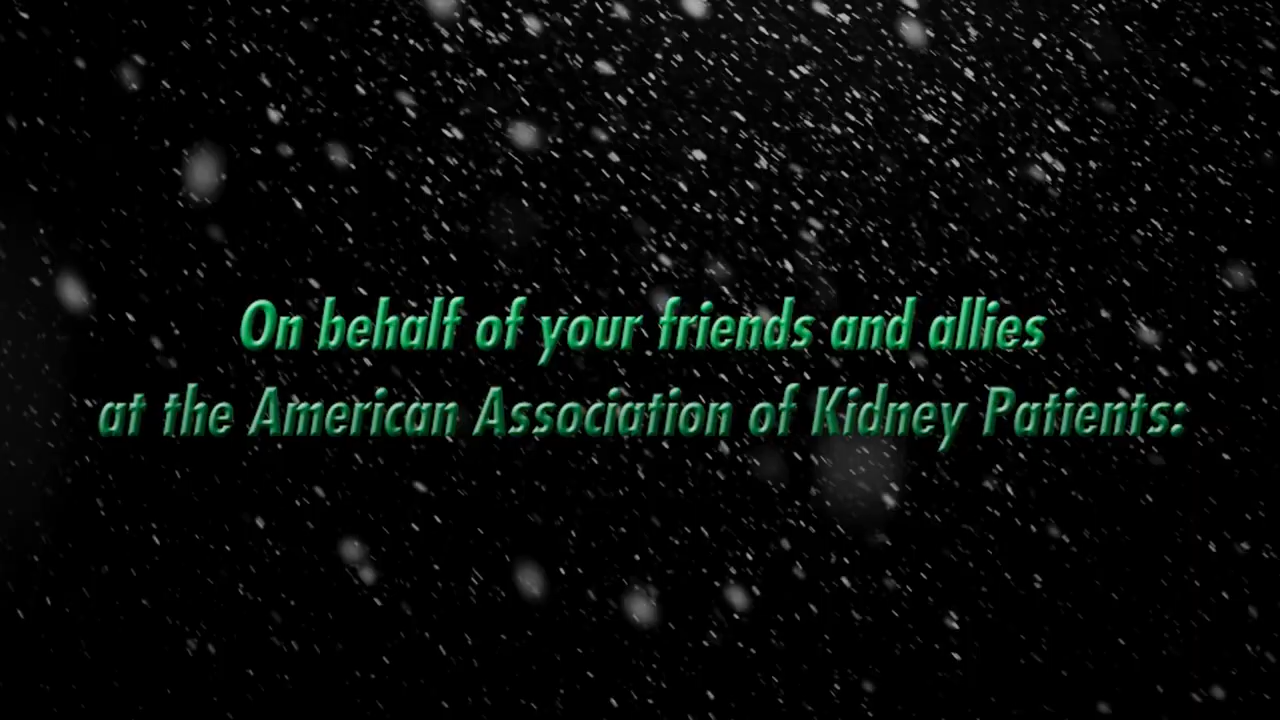 On behalf of your friends and allies
at the American Association of Kidney Patients: